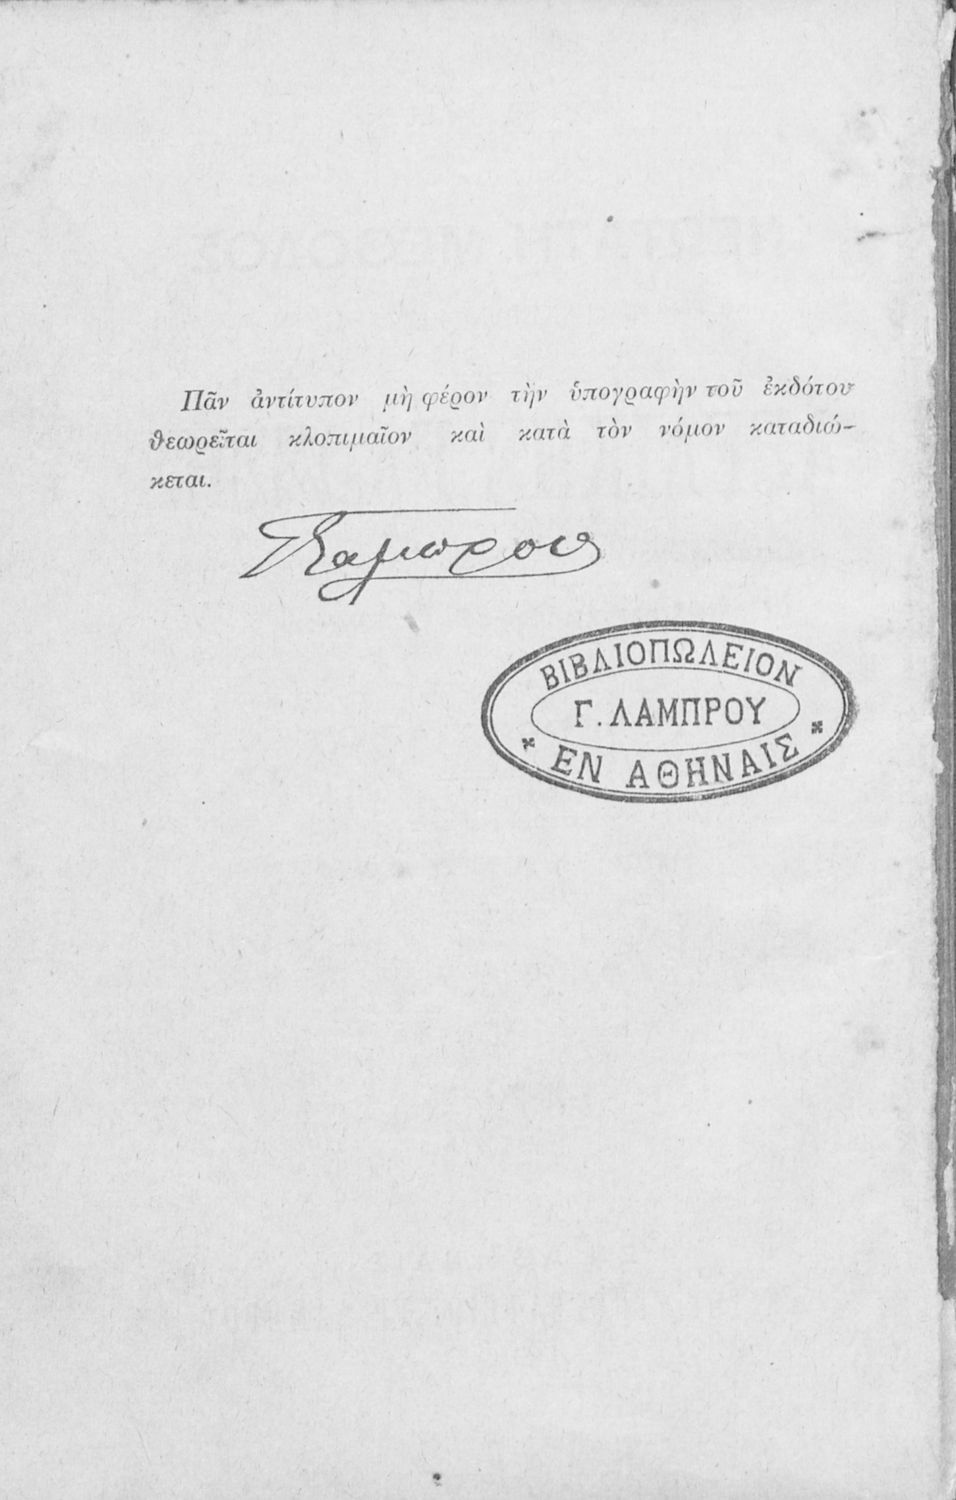 Πᾶν ἀντίτυπον μὴ φέρον τὴν ὑπογραφὴν τοῦ ἐκδότου
θεωρεῖται κλοπιμαῖον καὶ κατὰ τὸν νόμον καταδιώ-
κεται.
ΒΙΒΛΙΟΠΩΛΕΙΟΝ
Γ. ΛΑΜΠΡΟΥ
ΕΝ ΑΘΗΝΑΙΣ